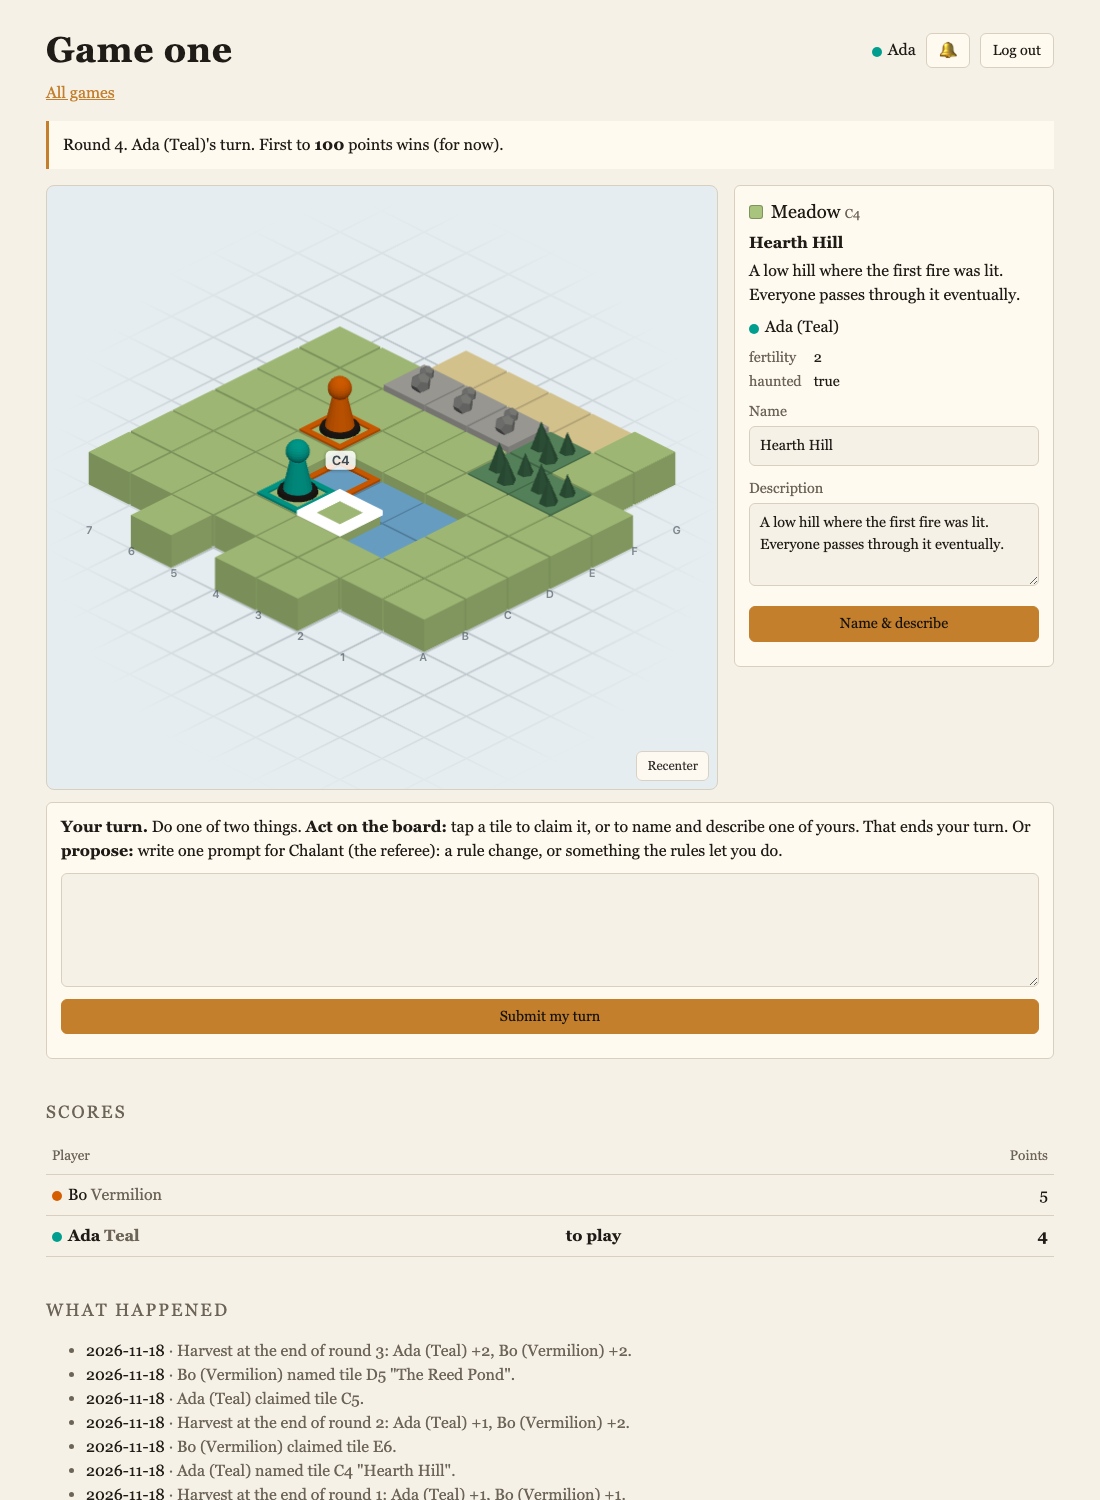 Game one
Ada
Log out
All games
Round 4. Ada (Teal)'s turn. First to 100 points wins (for now).
C4
7
6
5
4
3
2
1
A
B
C
D
E
F
G
Recenter
Meadow C4
Hearth Hill
A low hill where the first fire was lit.
Everyone passes through it eventually.
Ada (Teal)
fertility 2
haunted true
Name
Hearth Hill
Description
A low hill where the first fire was lit.
Everyone passes through it eventually.
Name & describe
Your turn. Do one of two things. Act on the board: tap a tile to claim it, or to name and describe one of yours. That ends your turn. Or
propose: write one prompt for Chalant (the referee): a rule change, or something the rules let you do.
Submit my turn
SCORES
Player Points
Bo Vermilion 5
Ada Teal to play 4
WHAT HAPPENED
2026-11-18 · Harvest at the end of round 3: Ada (Teal) +2, Bo (Vermilion) +2.
2026-11-18 · Bo (Vermilion) named tile D5 "The Reed Pond".
2026-11-18 · Ada (Teal) claimed tile C5.
2026-11-18 · Harvest at the end of round 2: Ada (Teal) +1, Bo (Vermilion) +2.
2026-11-18 · Bo (Vermilion) claimed tile E6.
2026-11-18 · Ada (Teal) named tile C4 "Hearth Hill".
2026-11-18 · Harvest at the end of round 1: Ada (Teal) +1, Bo (Vermilion) +1.